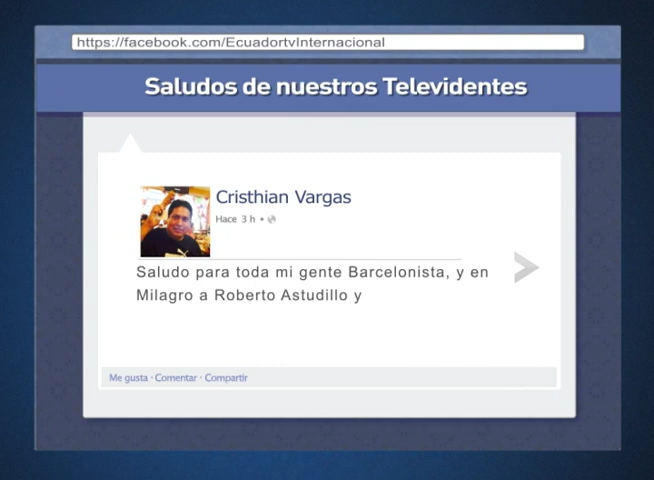 https://facebook.com/EcuadortvInternacional
Saludos de nuestros Televidentes
Cristhian Vargas
Hace 3 h •
Saludo para toda mi gente Barcelonista, y en
Milagro a Roberto Astudillo y
Me gusta · Comentar · Compartir